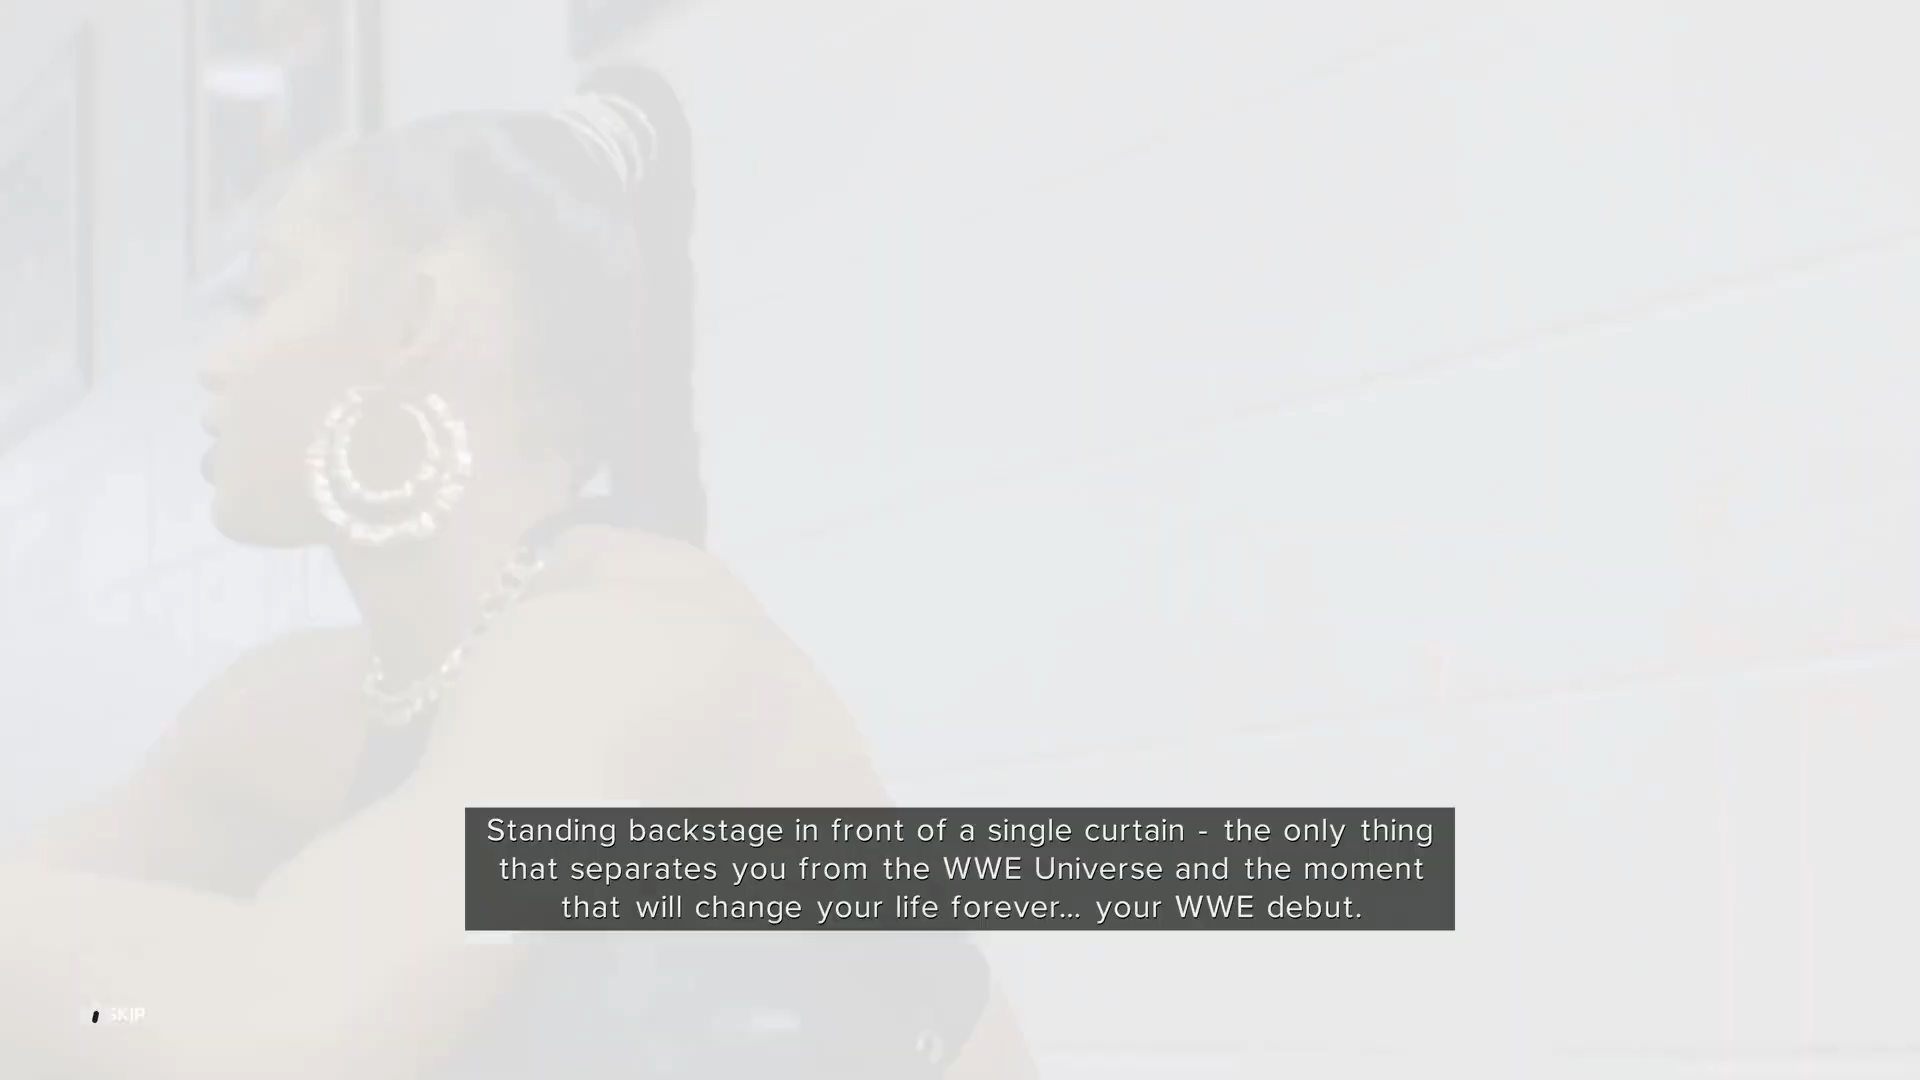 Standing backstage in front of a single curtain - the only thing
that separates you from the WWE Universe and the moment
that will change your life forever... your WWE debut.
SKIP